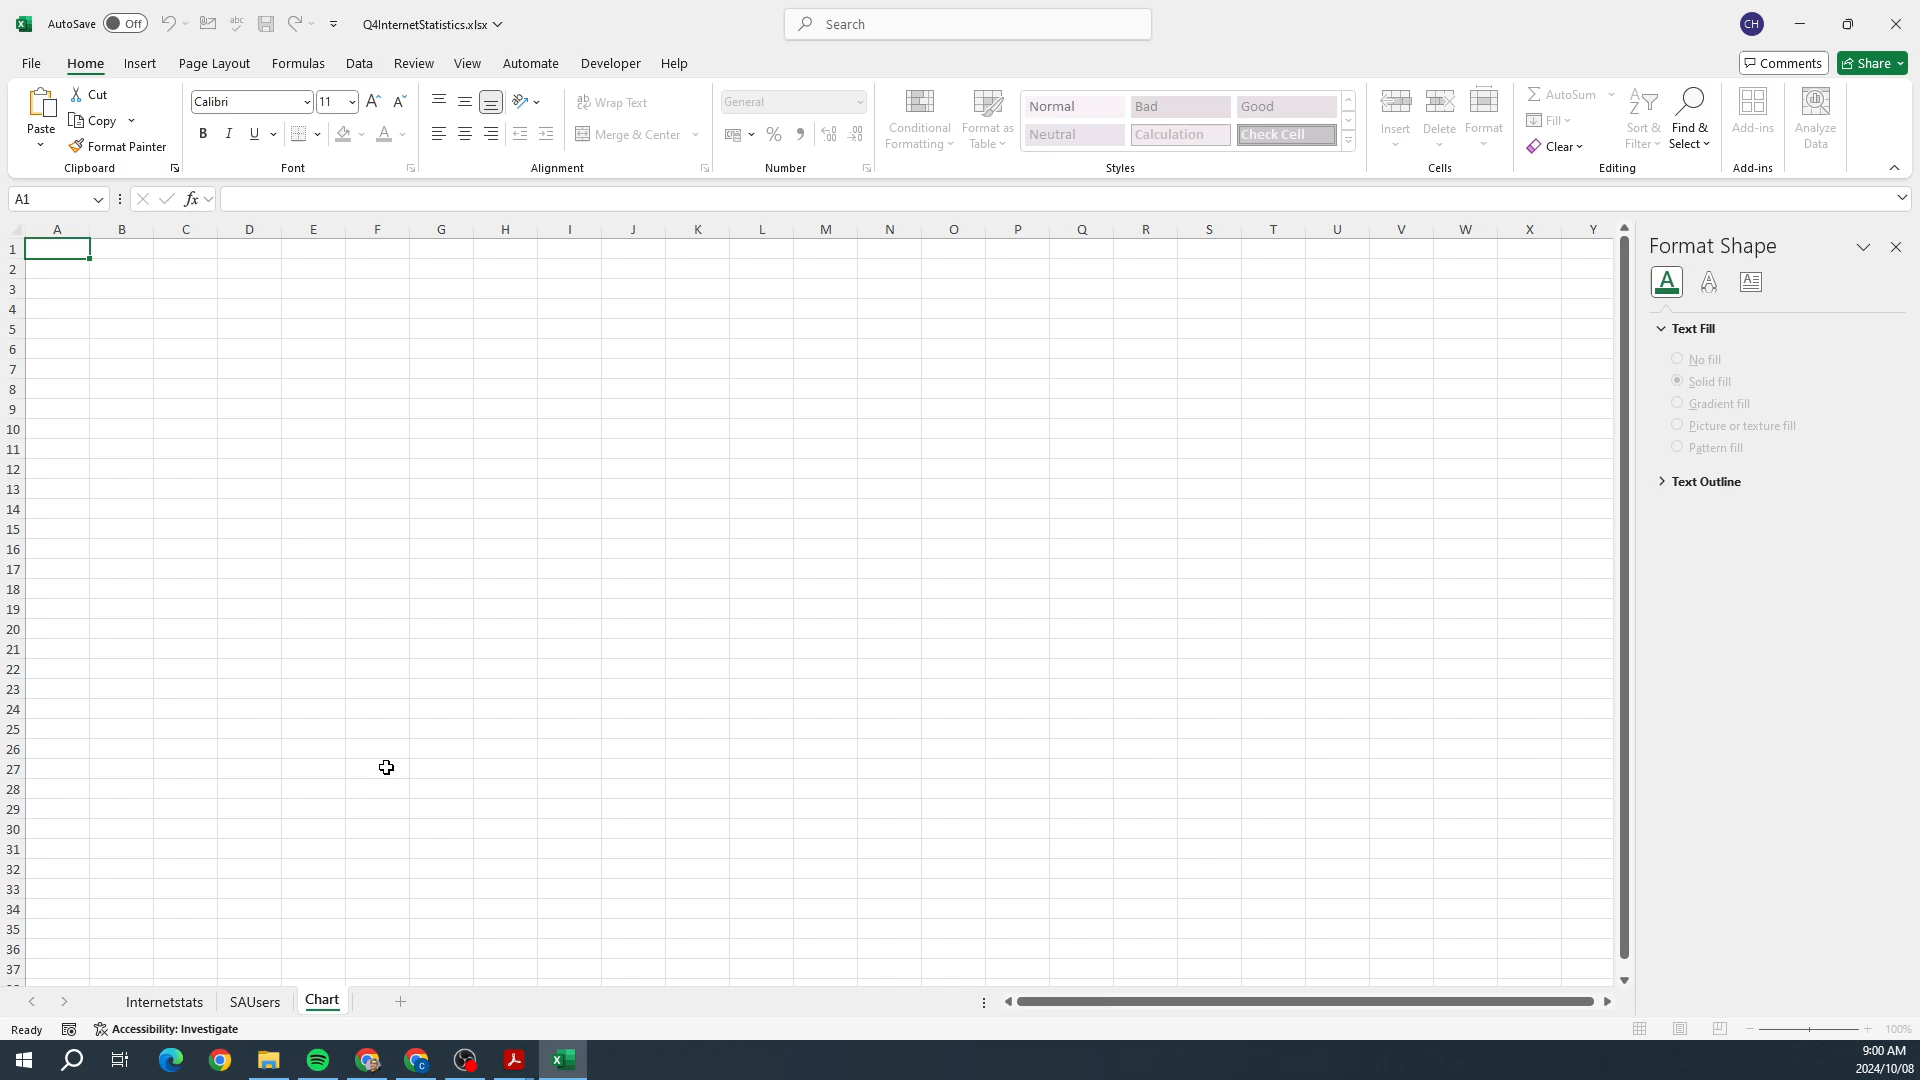 AutoSave Off Q4InternetStatistics.xlsx Search CH
File Home Insert Page Layout Formulas Data Review View Automate Developer Help Comments Share
Paste Cut Copy Format Painter Clipboard
Calibri 11 B I U A Font
Wrap Text Merge & Center Alignment
General % Number
Conditional Formatting Format as Table
Normal Bad Good
Neutral Calculation Check Cell
Styles
Insert Delete Format Cells
AutoSum Fill Clear Sort & Filter Find & Select Editing
Add-ins Add-ins
Analyze Data
A1 fx
A B C D E F G H I J K L M N O P Q R S T U V W X Y
1
2
3
4
5
6
7
8
9
10
11
12
13
14
15
16
17
18
19
20
21
22
23
24
25
26
27
28
29
30
31
32
33
34
35
36
37
Format Shape
Text Fill
No fill
Solid fill
Gradient fill
Picture or texture fill
Pattern fill
Text Outline
Internetstats SAUsers Chart
Ready Accessibility: Investigate 100%
9:00 AM
2024/10/08